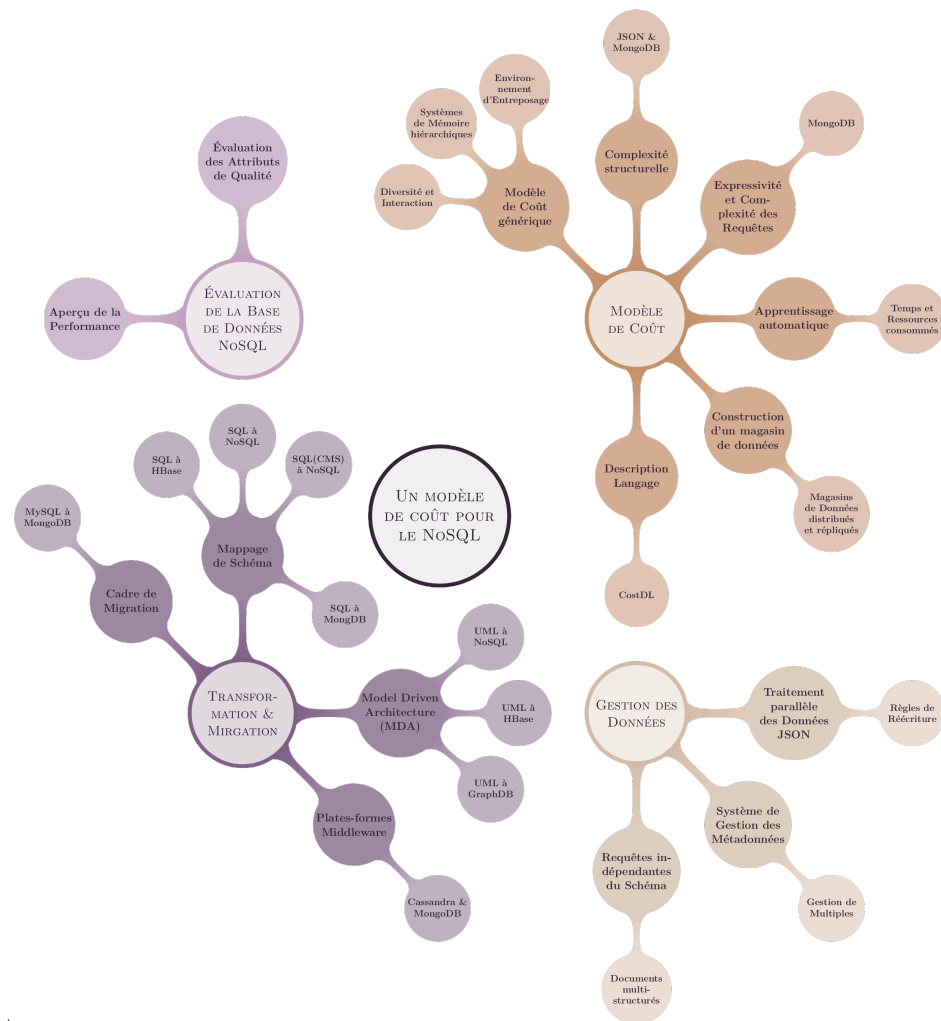 Évaluation
des Attributs
de Qualité
Aperçu de la
Performance
Évaluation
de la Base
de Données
NoSQL
JSON &
MongoDB
Environ-
nement
d'Entreposage
Systèmes
de Mémoire
hiérarchiques
Diversité et
Interaction
Modèle
de Coût
générique
Complexité
structurelle
MongoDB
Expressivité
et Com-
plexité des
Requêtes
Modèle
de Coût
Apprentissage
automatique
Temps et
Ressources
consommés
Construction
d'un magasin
de données
Magasins
de Données
distribués
et répliqués
Description
Langage
CostDL
Un modèle
de coût pour
le NoSQL
SQL à
NoSQL
SQL à
HBase
SQL(CMS)
à NoSQL
MySQL à
MongoDB
Mappage
de Schéma
Cadre de
Migration
SQL à
MongDB
Transfor-
mation &
Mirgation
Model Driven
Architecture
(MDA)
UML à
NoSQL
UML à
HBase
UML à
GraphDB
Plates-formes
Middleware
Cassandra &
MongoDB
Gestion des
Données
Traitement
parallèle
des Données
JSON
Règles de
Réécriture
Système de
Gestion des
Métadonnées
Gestion de
Multiples
Requêtes in-
dépendantes
du Schéma
Documents
multi-
structurés
.